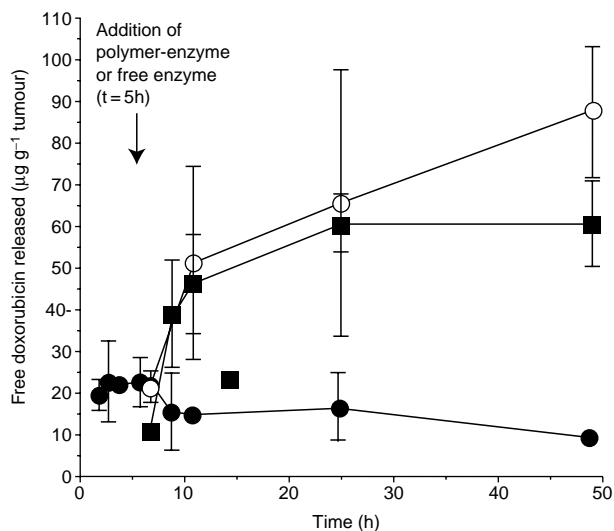 Addition of
polymer-enzyme
or free enzyme
(t = 5h)
Free doxorubicin released (µg g⁻¹ tumour)
110
100
90
80
70
60
50
40-
30
20
10
0
0 10 20 30 40 50
Time (h)